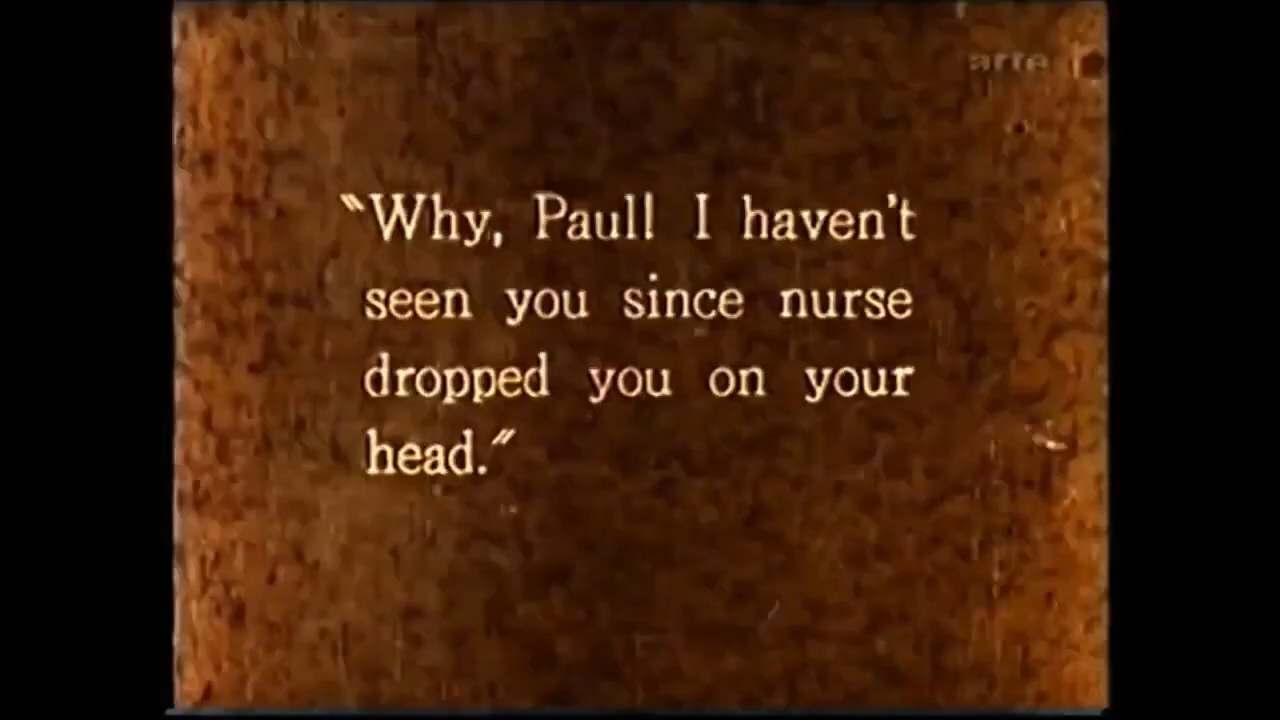 arte
"Why, Paul! I haven't
seen you since nurse
dropped you on your
head."